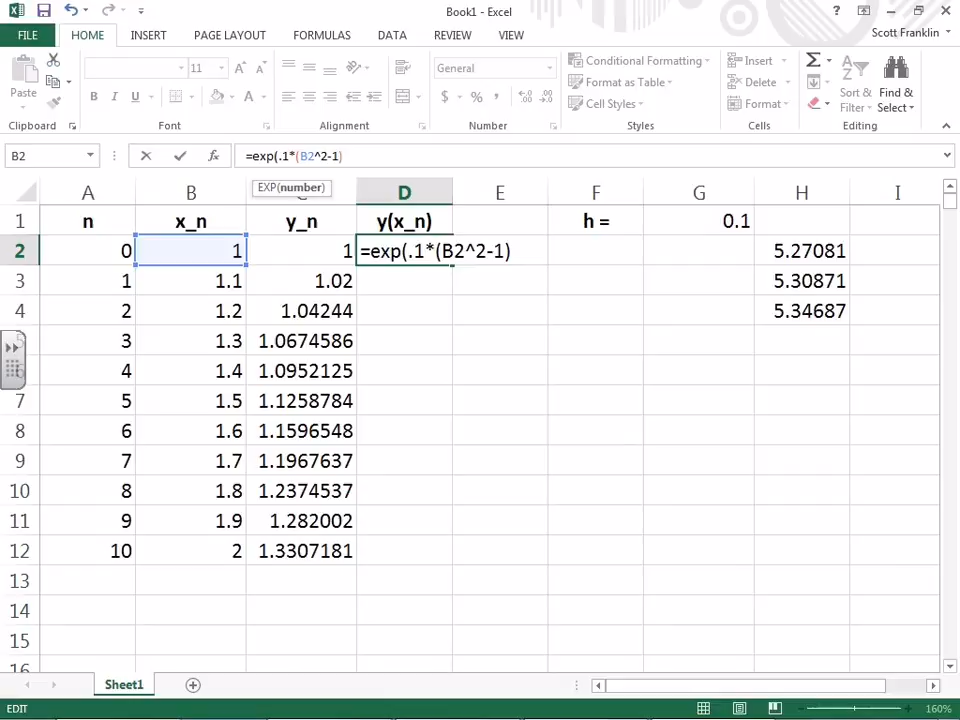 Book1 - Excel
?
FILE HOME INSERT PAGE LAYOUT FORMULAS DATA REVIEW VIEW
Scott Franklin
Paste
11 A A
B I U A
General
$ % , .0 .00
Conditional Formatting
Format as Table
Cell Styles
Insert
Delete
Format
Σ
Sort & Filter
Find & Select
Clipboard Font Alignment Number Styles Cells Editing
B2 fx =exp(.1*(B2^2-1)
EXP(number)
A B C D E F G H I
1 n x_n y_n y(x_n) h = 0.1
2 0 1 1 =exp(.1*(B2^2-1) 5.27081
3 1 1.1 1.02 5.30871
4 2 1.2 1.04244 5.34687
5 3 1.3 1.0674586
6 4 1.4 1.0952125
7 5 1.5 1.1258784
8 6 1.6 1.1596548
9 7 1.7 1.1967637
10 8 1.8 1.2374537
11 9 1.9 1.282002
12 10 2 1.3307181
13
14
15
16
Sheet1
EDIT 160%